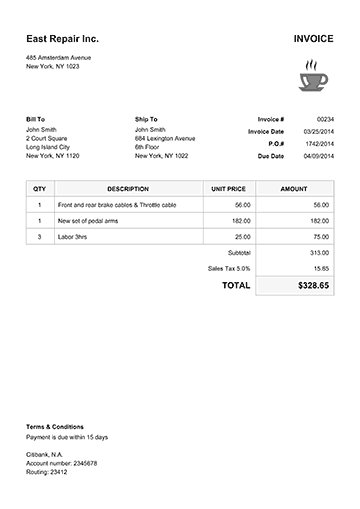 East Repair Inc.
INVOICE
485 Amsterdam Avenue
New York, NY 1023
Bill To
John Smith
2 Court Square
Long Island City
New York, NY 1120
Ship To
John Smith
684 Lexington Avenue
6th Floor
New York, NY 1022
Invoice # 00234
Invoice Date 03/25/2014
P.O.# 1742/2014
Due Date 04/09/2014
QTY DESCRIPTION UNIT PRICE AMOUNT
1 Front and rear brake cables & Throttle cable 56.00 56.00
1 New set of pedal arms 182.00 182.00
3 Labor 3hrs 25.00 75.00
Subtotal 313.00
Sales Tax 5.0% 15.65
TOTAL $328.65
Terms & Conditions
Payment is due within 15 days
Citibank, N.A.
Account number: 2345678
Routing: 23412